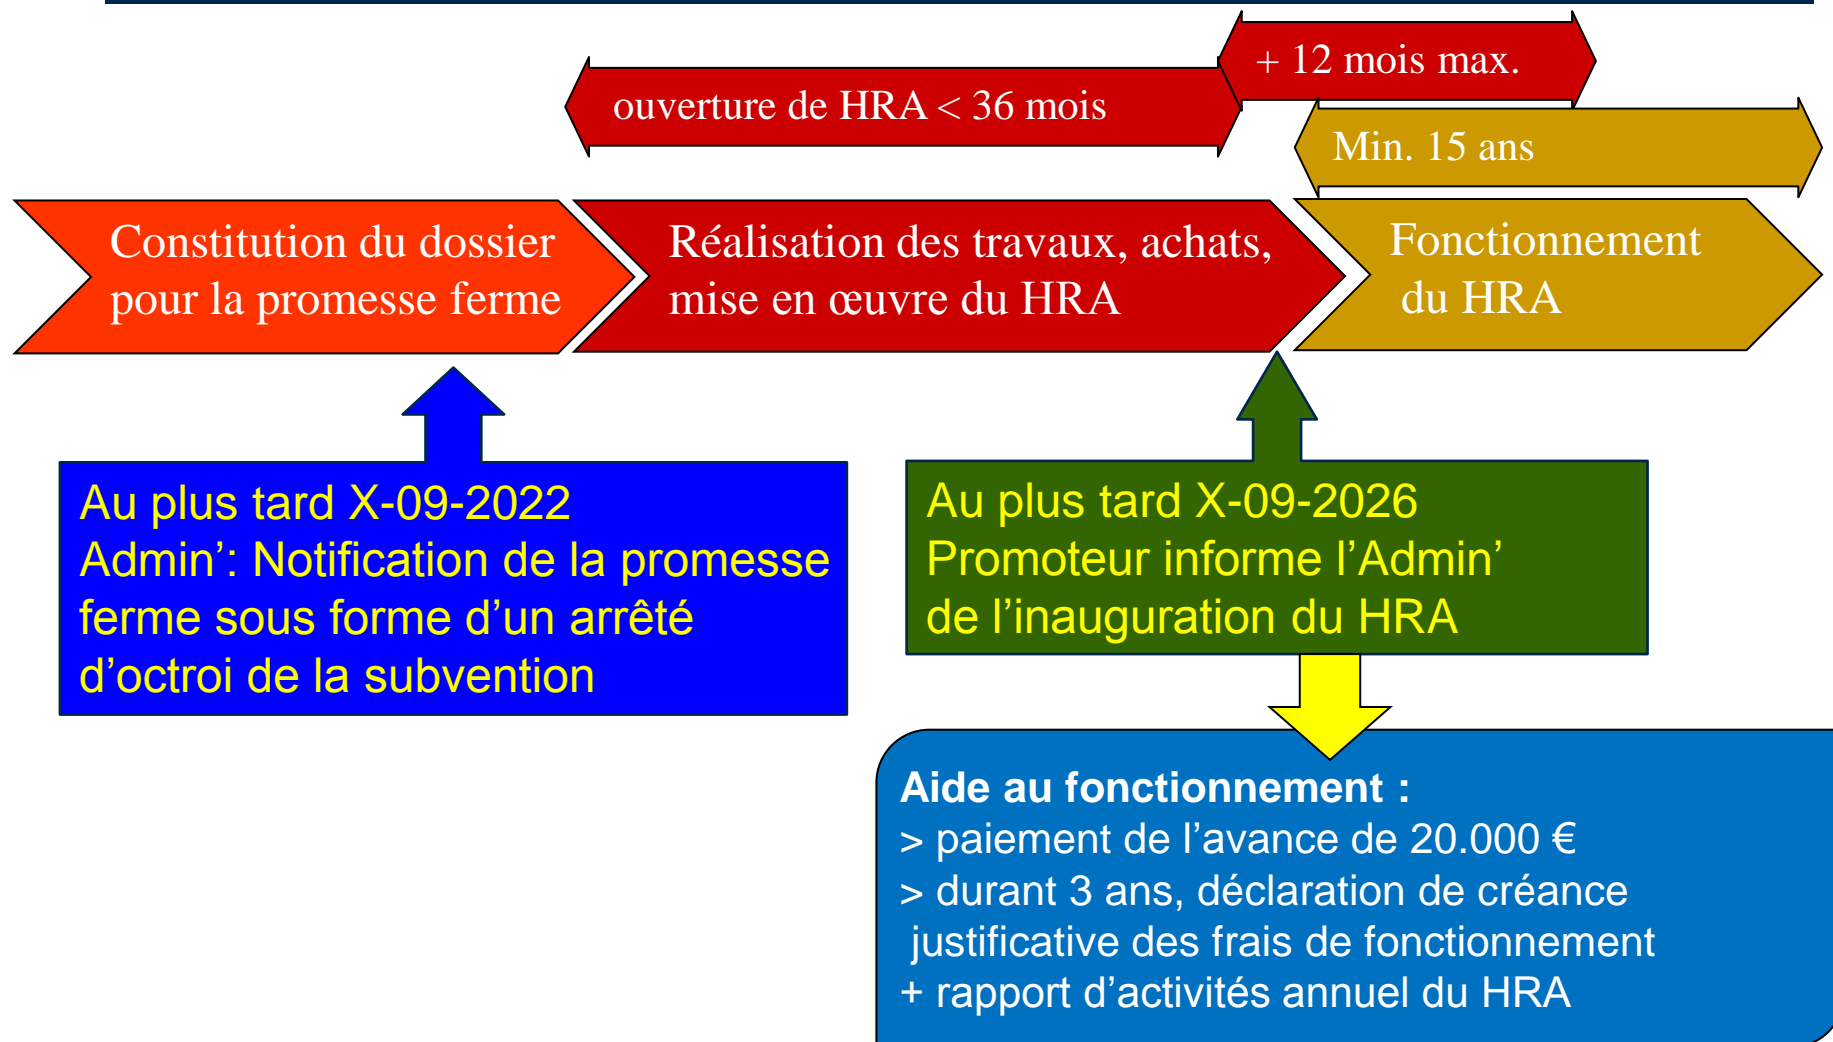 + 12 mois max.
ouverture de HRA < 36 mois
Min. 15 ans
Constitution du dossier
pour la promesse ferme
Réalisation des travaux, achats,
mise en œuvre du HRA
Fonctionnement
du HRA
Au plus tard X-09-2022
Admin’: Notification de la promesse
ferme sous forme d’un arrêté
d’octroi de la subvention
Au plus tard X-09-2026
Promoteur informe l’Admin’
de l’inauguration du HRA
Aide au fonctionnement :
> paiement de l’avance de 20.000 €
> durant 3 ans, déclaration de créance
justificative des frais de fonctionnement
+ rapport d’activités annuel du HRA